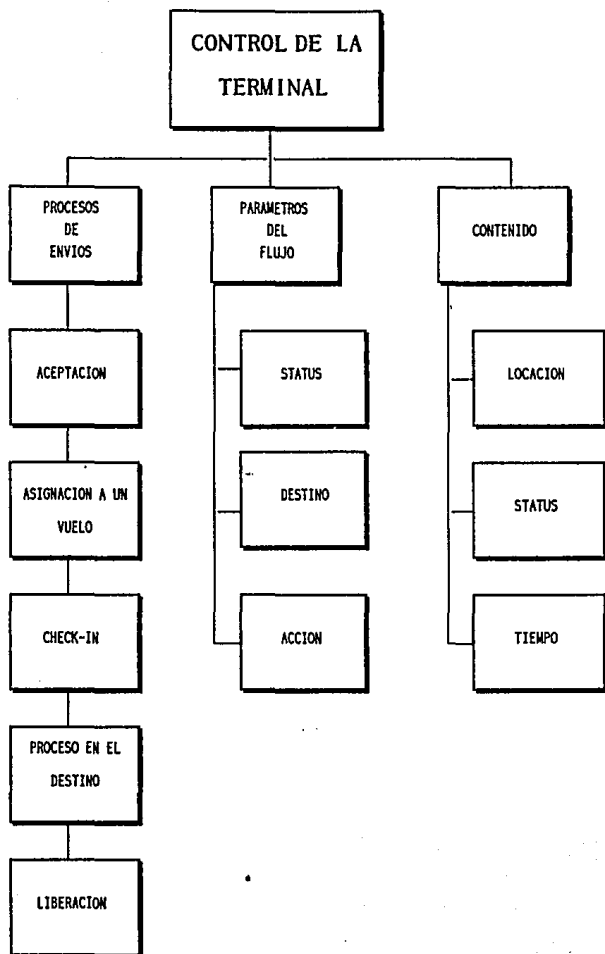 CONTROL DE LA
TERMINAL
PROCESOS
DE
ENVIOS
PARAMETROS
DEL
FLUJO
CONTENIDO
ACEPTACION
STATUS
LOCACION
ASIGNACION A UN
VUELO
DESTINO
STATUS
CHECK-IN
ACCION
TIEMPO
PROCESO EN EL
DESTINO
LIBERACION